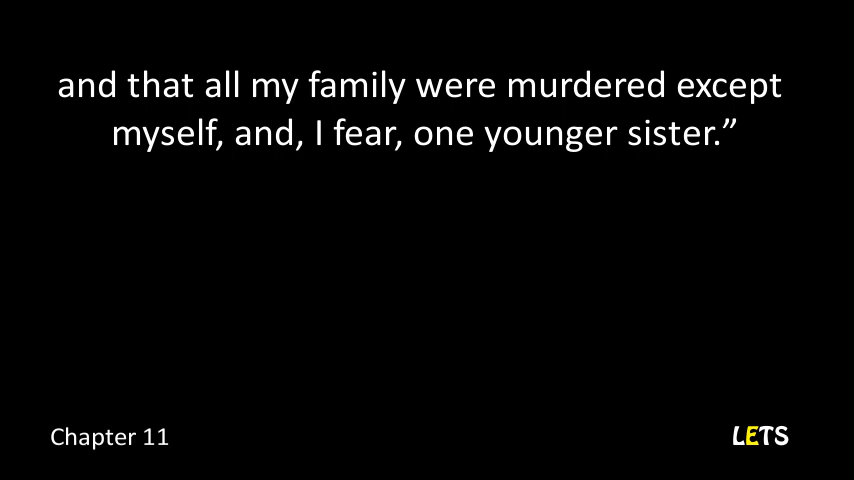 and that all my family were murdered except
myself, and, I fear, one younger sister.”
Chapter 11
LETS